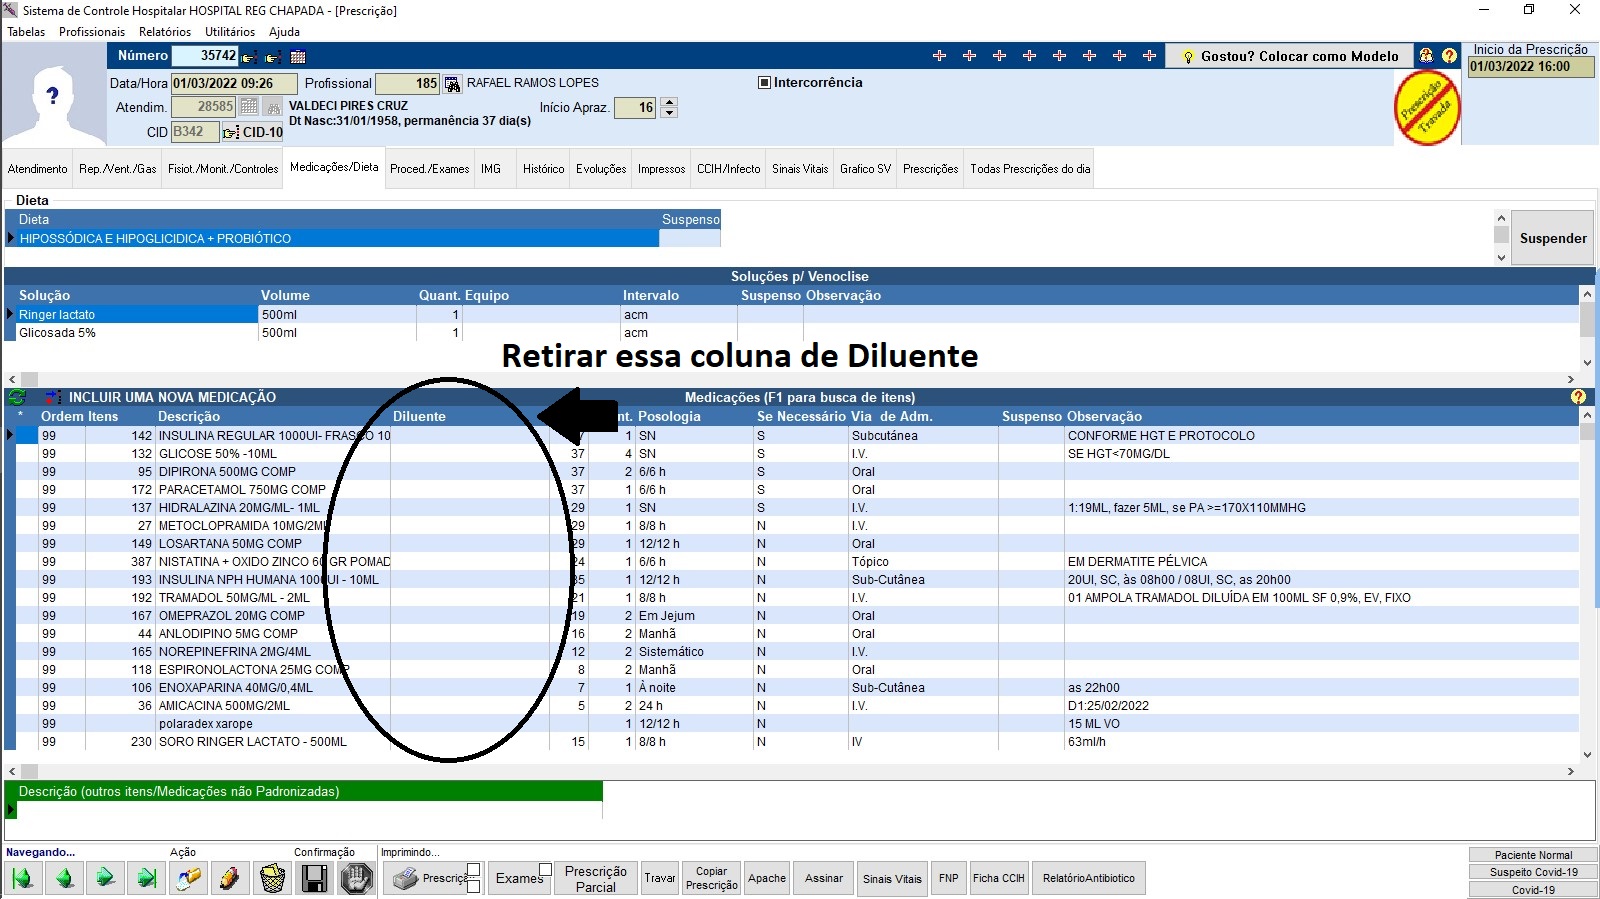 Sistema de Controle Hospitalar HOSPITAL REG CHAPADA - [Prescrição]
Tabelas Profissionais Relatórios Utilitários Ajuda
Número 35742 Gostou? Colocar como Modelo Inicio da Prescrição
01/03/2022 16:00
Data/Hora 01/03/2022 09:26 Profissional 185 RAFAEL RAMOS LOPES Intercorrência
Atendim. 28585 VALDECI PIRES CRUZ Início Apraz. 16
Dt Nasc:31/01/1958, permanência 37 dia(s)
CID B342 CID-10
Prescrição Travada
Atendimento Rep./Vent./Gas Fisiot./Monit./Controles Medicações/Dieta Proced./Exames IMG Histórico Evoluções Impressos CCIH/Infecto Sinais Vitais Grafico SV Prescrições Todas Prescrições do dia
Dieta
Dieta Suspenso
HIPOSSÓDICA E HIPOGLICIDICA + PROBIÓTICO
Suspender
Soluções p/ Venoclise
Solução Volume Quant. Equipo Intervalo Suspenso Observação
Ringer lactato 500ml 1 acm
Glicosada 5% 500ml 1 acm
Retirar essa coluna de Diluente
INCLUIR UMA NOVA MEDICAÇÃO Medicações (F1 para busca de itens)
* Ordem Itens Descrição Diluente nt. Posologia Se Necessário Via de Adm. Suspenso Observação
99 142 INSULINA REGULAR 1000UI- FRASCO 10 7 1 SN S Subcutánea CONFORME HGT E PROTOCOLO
99 132 GLICOSE 50% -10ML 37 4 SN S I.V. SE HGT<70MG/DL
99 95 DIPIRONA 500MG COMP 37 2 6/6 h S Oral
99 172 PARACETAMOL 750MG COMP 37 1 6/6 h S Oral
99 137 HIDRALAZINA 20MG/ML- 1ML 29 1 SN S I.V. 1:19ML, fazer 5ML, se PA >=170X110MMHG
99 27 METOCLOPRAMIDA 10MG/2ML 29 1 8/8 h N I.V.
99 149 LOSARTANA 50MG COMP 29 1 12/12 h N Oral
99 387 NISTATINA + OXIDO ZINCO 60 GR POMAD 24 1 6/6 h N Tópico EM DERMATITE PÉLVICA
99 193 INSULINA NPH HUMANA 1000UI - 10ML 35 1 12/12 h N Sub-Cutânea 20UI, SC, às 08h00 / 08UI, SC, as 20h00
99 192 TRAMADOL 50MG/ML - 2ML 21 1 8/8 h N I.V. 01 AMPOLA TRAMADOL DILUÍDA EM 100ML SF 0,9%, EV, FIXO
99 167 OMEPRAZOL 20MG COMP 19 2 Em Jejum N Oral
99 44 ANLODIPINO 5MG COMP 16 2 Manhã N Oral
99 165 NOREPINEFRINA 2MG/4ML 12 2 Sistemático N I.V.
99 118 ESPIRONOLACTONA 25MG COMP 8 2 Manhã N Oral
99 106 ENOXAPARINA 40MG/0,4ML 7 1 À noite N Sub-Cutânea as 22h00
99 36 AMICACINA 500MG/2ML 5 2 24 h N I.V. D1:25/02/2022
99 polaradex xarope 1 12/12 h N 15 ML VO
99 230 SORO RINGER LACTATO - 500ML 15 1 8/8 h N IV 63ml/h
Descrição (outros itens/Medicações não Padronizadas)
Navegando... Ação Confirmação Imprimindo...
Prescriçã Exames Prescrição Parcial Travar Copiar Prescrição Apache Assinar Sinais Vitais FNP Ficha CCIH RelatórioAntibiotico
Paciente Normal
Suspeito Covid-19
Covid-19